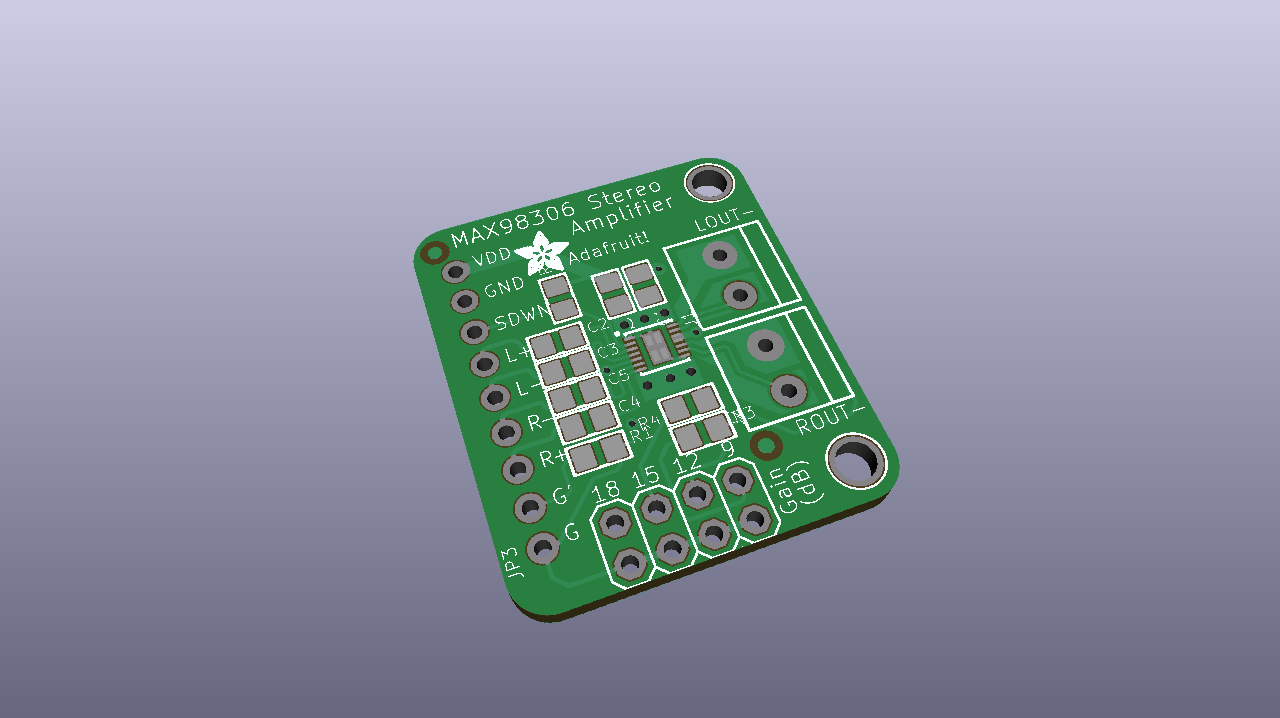 MAX98306 Stereo
Amplifier
Adafruit!
VDD
GND
SDWN
L+
L-
R-
R+
G'
G
JP3
LOUT-
ROUT-
C2
C3
C5
C4
R1
R4
R3
18 15 12 9
Gain
(dB)